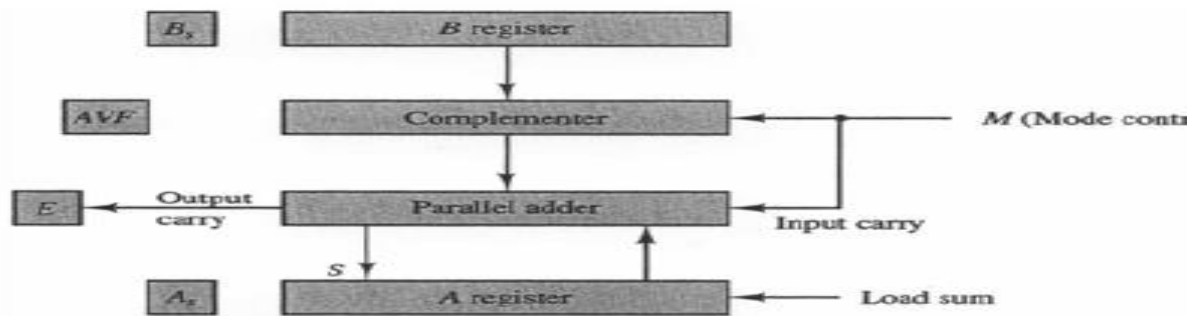 Bs B register
AVF Complementer M (Mode contr
E Output carry Parallel adder Input carry
S
As A register Load sum